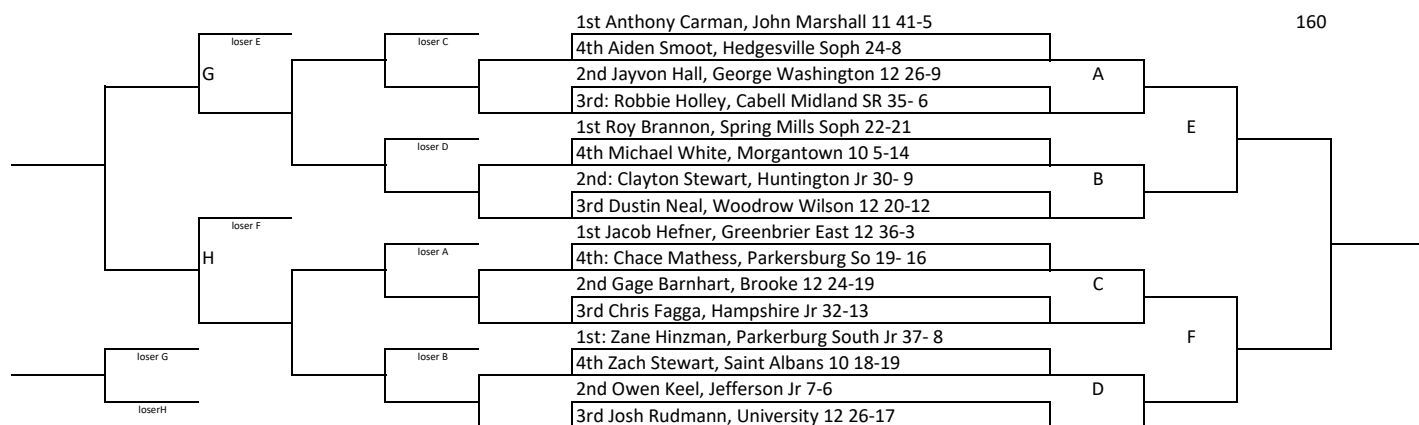 1st Anthony Carman, John Marshall 11 41-5 160
loser E loser C 4th Aiden Smoot, Hedgesville Soph 24-8
G 2nd Jayvon Hall, George Washington 12 26-9 A
3rd: Robbie Holley, Cabell Midland SR 35- 6
1st Roy Brannon, Spring Mills Soph 22-21 E
loser D 4th Michael White, Morgantown 10 5-14
2nd: Clayton Stewart, Huntington Jr 30- 9 B
3rd Dustin Neal, Woodrow Wilson 12 20-12
loser F 1st Jacob Hefner, Greenbrier East 12 36-3
H loser A 4th: Chace Mathess, Parkersburg So 19- 16
2nd Gage Barnhart, Brooke 12 24-19 C
3rd Chris Fagga, Hampshire Jr 32-13
1st: Zane Hinzman, Parkerburg South Jr 37- 8 F
loser G loser B 4th Zach Stewart, Saint Albans 10 18-19
2nd Owen Keel, Jefferson Jr 7-6 D
loserH 3rd Josh Rudmann, University 12 26-17